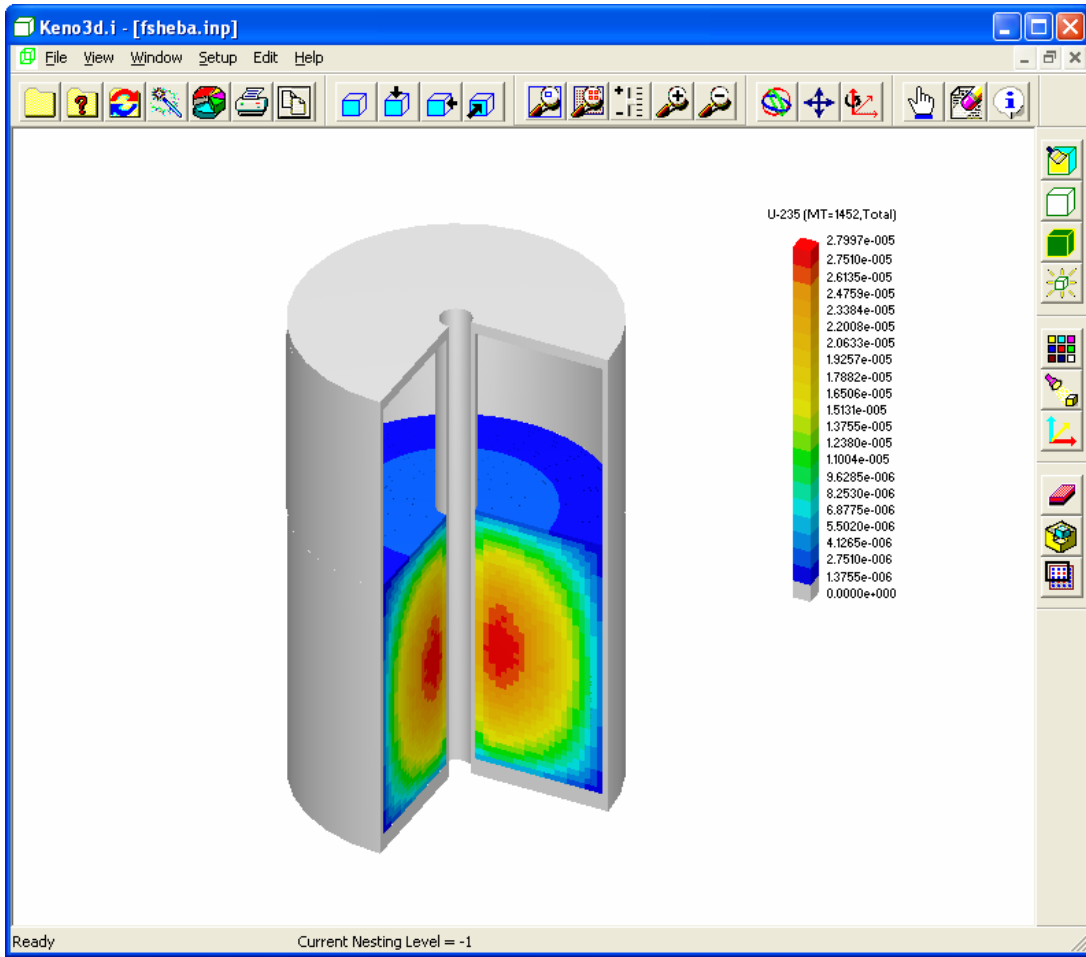 Keno3d.i - [fsheba.inp]
File View Window Setup Edit Help
U-235 (MT=1452,Total)
2.7997e-005
2.7510e-005
2.6135e-005
2.4759e-005
2.3384e-005
2.2008e-005
2.0633e-005
1.9257e-005
1.7882e-005
1.6506e-005
1.5131e-005
1.3755e-005
1.2380e-005
1.1004e-005
9.6285e-006
8.2530e-006
6.8775e-006
5.5020e-006
4.1265e-006
2.7510e-006
1.3755e-006
0.0000e+000
Ready Current Nesting Level = -1